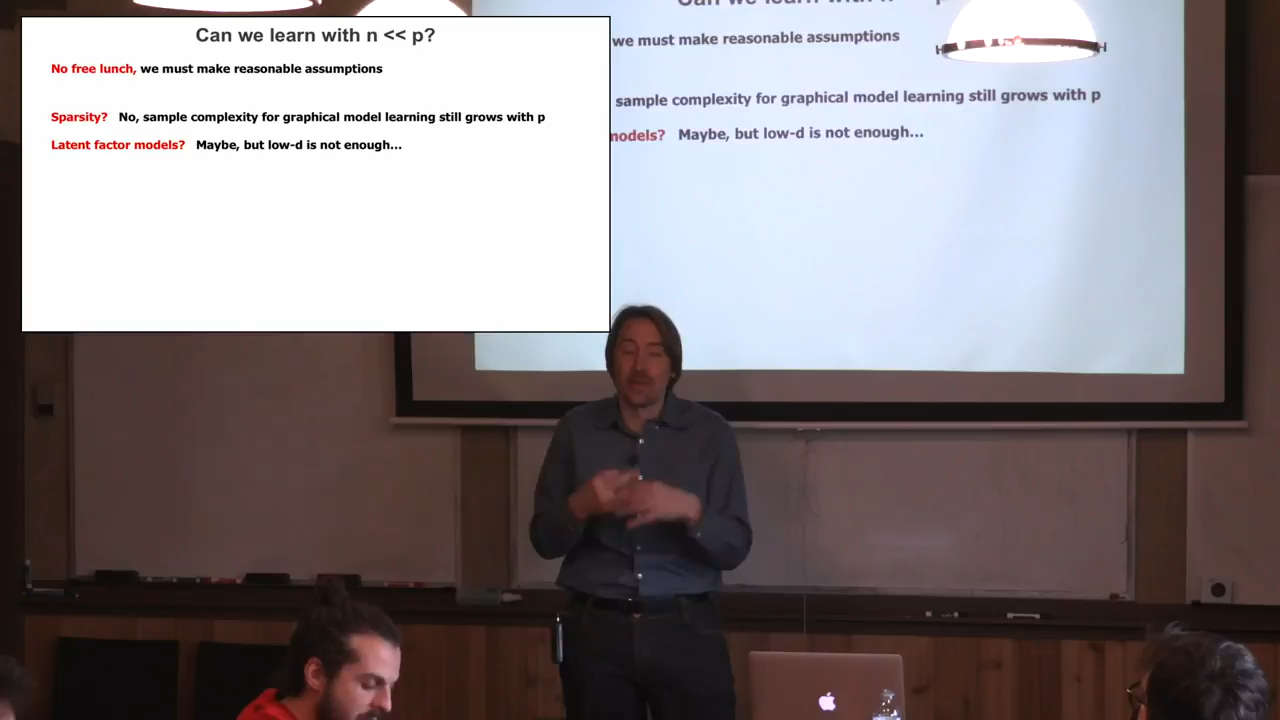 Can we learn with n << p?
No free lunch, we must make reasonable assumptions
Sparsity? No, sample complexity for graphical model learning still grows with p
Latent factor models? Maybe, but low-d is not enough...
we must make reasonable assumptions
sample complexity for graphical model learning still grows with p
models? Maybe, but low-d is not enough...